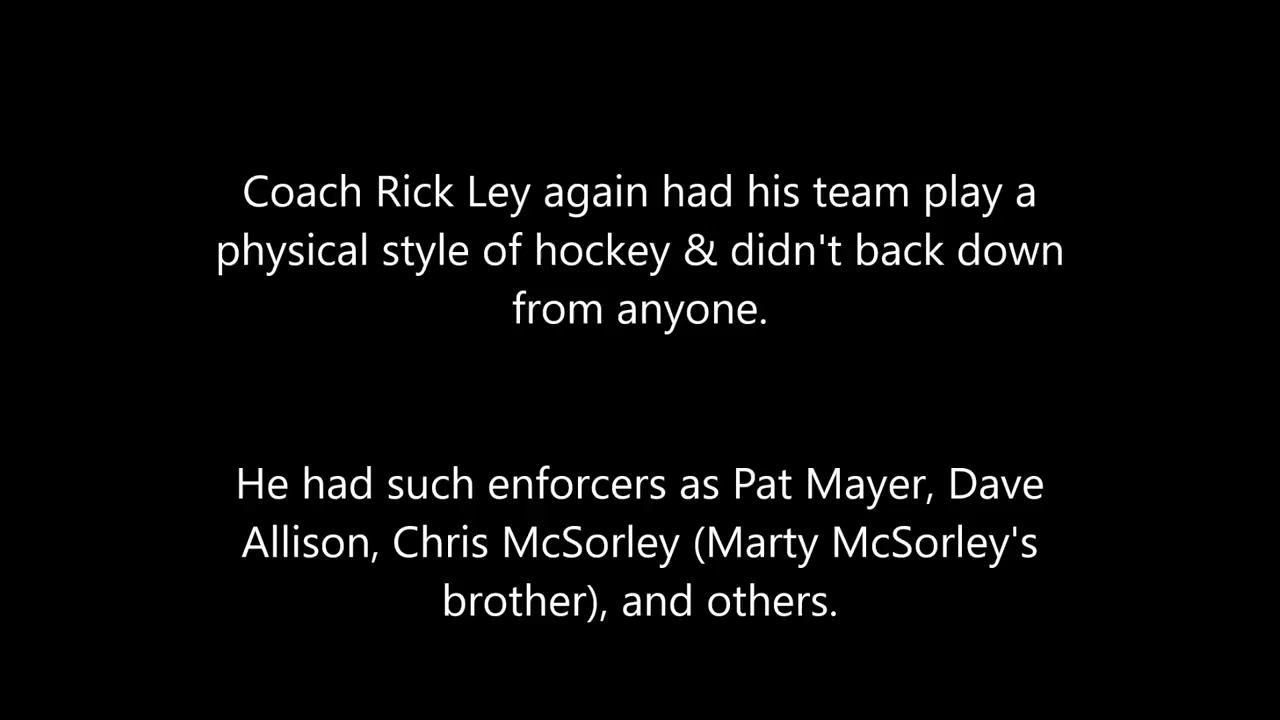 Coach Rick Ley again had his team play a
physical style of hockey & didn't back down
from anyone.
He had such enforcers as Pat Mayer, Dave
Allison, Chris McSorley (Marty McSorley's
brother), and others.